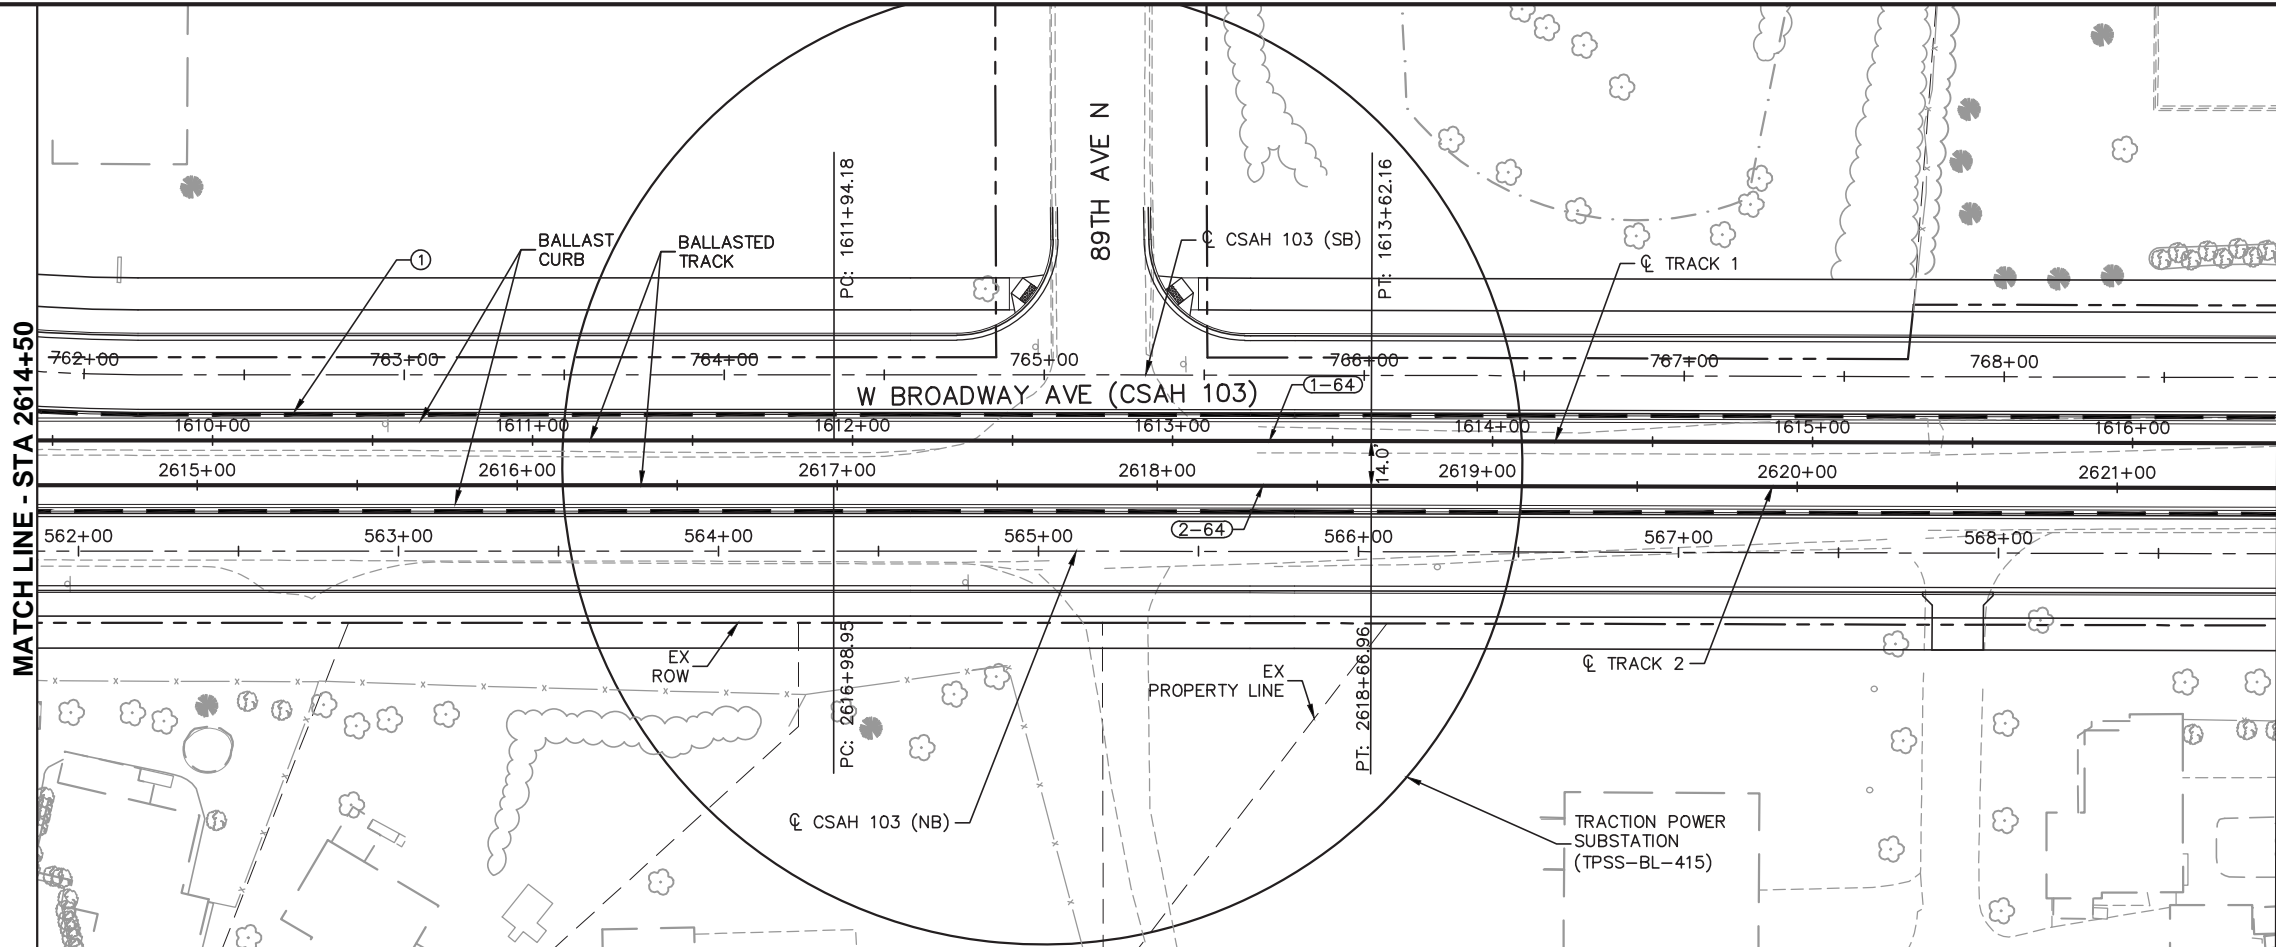 MATCH LINE - STA 2614+50
89TH AVE N
PC: 1611+94.18
PT: 1613+62.16
1
BALLAST
CURB
BALLASTED
TRACK
℄ CSAH 103 (SB)
℄ TRACK 1
762+00
763+00
764+00
765+00
766+00
767+00
768+00
W BROADWAY AVE (CSAH 103)
1-64
1610+00
1611+00
1612+00
1613+00
1614+00
1615+00
1616+00
14.0'
2615+00
2616+00
2617+00
2618+00
2619+00
2620+00
2621+00
2-64
562+00
563+00
564+00
565+00
566+00
567+00
568+00
PC: 2616+98.95
PT: 2618+66.96
EX
ROW
EX
PROPERTY LINE
℄ TRACK 2
℄ CSAH 103 (NB)
TRACTION POWER
SUBSTATION
(TPSS-BL-415)